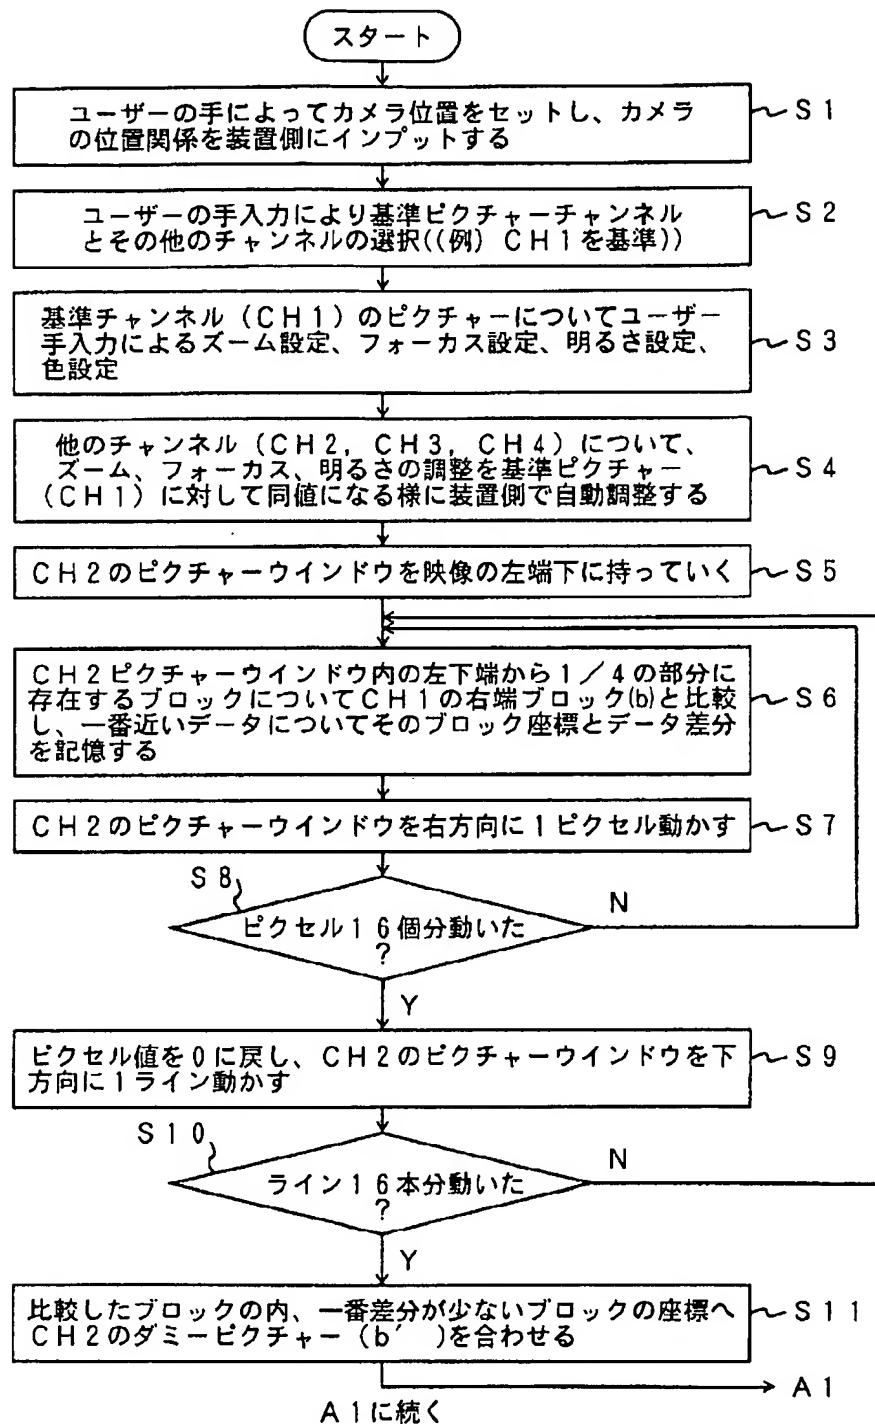 スタート
ユーザーの手によってカメラ位置をセットし、カメラ
の位置関係を装置側にインプットする
S1
ユーザーの手入力により基準ピクチャーチャンネル
とその他のチャンネルの選択((例) CH1を基準))
S2
基準チャンネル(CH1)のピクチャーについてユーザー
手入力によるズーム設定、フォーカス設定、明るさ設定、
色設定
S3
他のチャンネル(CH2, CH3, CH4)について、
ズーム、フォーカス、明るさの調整を基準ピクチャー
(CH1)に対して同値になる様に装置側で自動調整する
S4
CH2のピクチャーウインドウを映像の左端下に持っていく
S5
CH2ピクチャーウインドウ内の左下端から1/4の部分に
存在するブロックについてCH1の右端ブロック(b)と比較
し、一番近いデータについてそのブロック座標とデータ差分
を記憶する
S6
CH2のピクチャーウインドウを右方向に1ピクセル動かす
S7
S8
ピクセル16個分動いた
?
N
Y
ピクセル値を0に戻し、CH2のピクチャーウインドウを下
方向に1ライン動かす
S9
S10
ライン16本分動いた
?
N
Y
比較したブロックの内、一番差分が少ないブロックの座標へ
CH2のダミーピクチャー(b′ )を合わせる
S11
A1
A1に続く